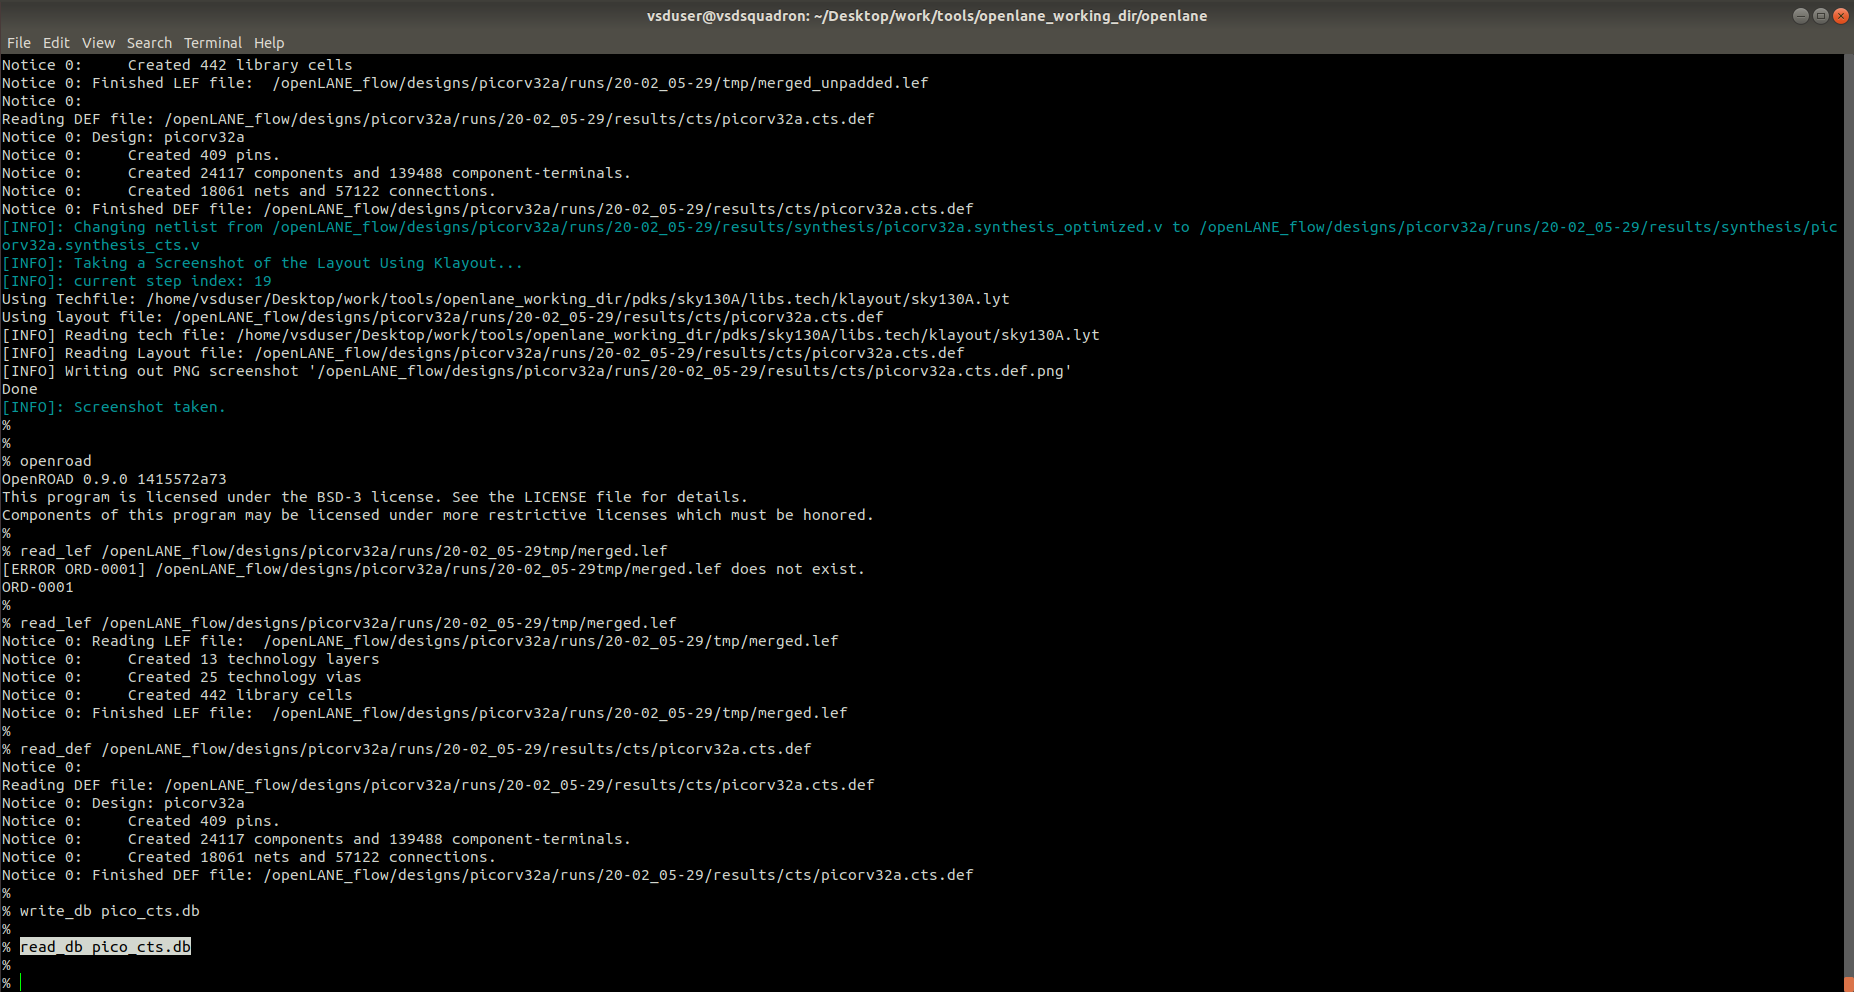 vsduser@vsdsquadron: ~/Desktop/work/tools/openlane_working_dir/openlane
File Edit View Search Terminal Help
Notice 0:     Created 442 library cells
Notice 0: Finished LEF file:  /openLANE_flow/designs/picorv32a/runs/20-02_05-29/tmp/merged_unpadded.lef
Notice 0:
Reading DEF file: /openLANE_flow/designs/picorv32a/runs/20-02_05-29/results/cts/picorv32a.cts.def
Notice 0: Design: picorv32a
Notice 0:     Created 409 pins.
Notice 0:     Created 24117 components and 139488 component-terminals.
Notice 0:     Created 18061 nets and 57122 connections.
Notice 0: Finished DEF file: /openLANE_flow/designs/picorv32a/runs/20-02_05-29/results/cts/picorv32a.cts.def
[INFO]: Changing netlist from /openLANE_flow/designs/picorv32a/runs/20-02_05-29/results/synthesis/picorv32a.synthesis_optimized.v to /openLANE_flow/designs/picorv32a/runs/20-02_05-29/results/synthesis/pic
orv32a.synthesis_cts.v
[INFO]: Taking a Screenshot of the Layout Using Klayout...
[INFO]: current step index: 19
Using Techfile: /home/vsduser/Desktop/work/tools/openlane_working_dir/pdks/sky130A/libs.tech/klayout/sky130A.lyt
Using layout file: /openLANE_flow/designs/picorv32a/runs/20-02_05-29/results/cts/picorv32a.cts.def
[INFO] Reading tech file: /home/vsduser/Desktop/work/tools/openlane_working_dir/pdks/sky130A/libs.tech/klayout/sky130A.lyt
[INFO] Reading Layout file: /openLANE_flow/designs/picorv32a/runs/20-02_05-29/results/cts/picorv32a.cts.def
[INFO] Writing out PNG screenshot '/openLANE_flow/designs/picorv32a/runs/20-02_05-29/results/cts/picorv32a.cts.def.png'
Done
[INFO]: Screenshot taken.
%
%
% openroad
OpenROAD 0.9.0 1415572a73
This program is licensed under the BSD-3 license. See the LICENSE file for details.
Components of this program may be licensed under more restrictive licenses which must be honored.
%
% read_lef /openLANE_flow/designs/picorv32a/runs/20-02_05-29tmp/merged.lef
[ERROR ORD-0001] /openLANE_flow/designs/picorv32a/runs/20-02_05-29tmp/merged.lef does not exist.
ORD-0001
%
% read_lef /openLANE_flow/designs/picorv32a/runs/20-02_05-29/tmp/merged.lef
Notice 0: Reading LEF file:  /openLANE_flow/designs/picorv32a/runs/20-02_05-29/tmp/merged.lef
Notice 0:     Created 13 technology layers
Notice 0:     Created 25 technology vias
Notice 0:     Created 442 library cells
Notice 0: Finished LEF file:  /openLANE_flow/designs/picorv32a/runs/20-02_05-29/tmp/merged.lef
%
% read_def /openLANE_flow/designs/picorv32a/runs/20-02_05-29/results/cts/picorv32a.cts.def
Notice 0:
Reading DEF file: /openLANE_flow/designs/picorv32a/runs/20-02_05-29/results/cts/picorv32a.cts.def
Notice 0: Design: picorv32a
Notice 0:     Created 409 pins.
Notice 0:     Created 24117 components and 139488 component-terminals.
Notice 0:     Created 18061 nets and 57122 connections.
Notice 0: Finished DEF file: /openLANE_flow/designs/picorv32a/runs/20-02_05-29/results/cts/picorv32a.cts.def
%
% write_db pico_cts.db
%
% read_db pico_cts.db
%
%